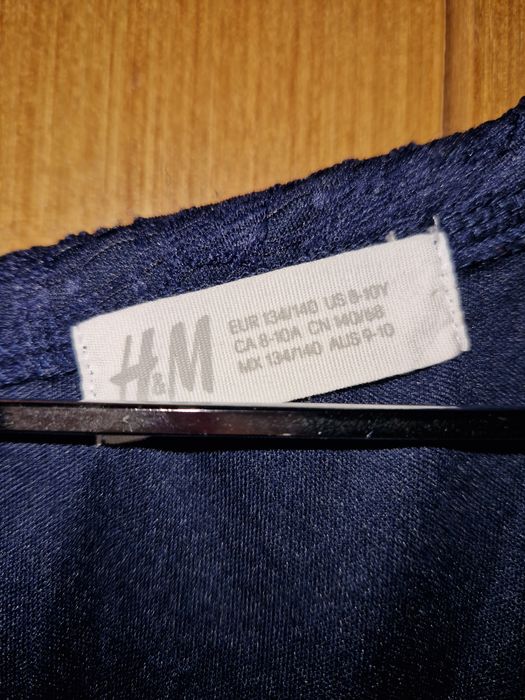 H&M
EUR 134/140 US 8-10Y
CA 8-10A CN 140/68
MX 134/140 AUS 9-10